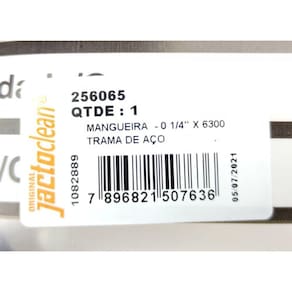 256065
QTDE : 1
MANGUEIRA - 0 1/4" X 6300
TRAMA DE AÇO
ORIGINAL
jactoclean®
1082889
7 896821 507636
05/07/2021